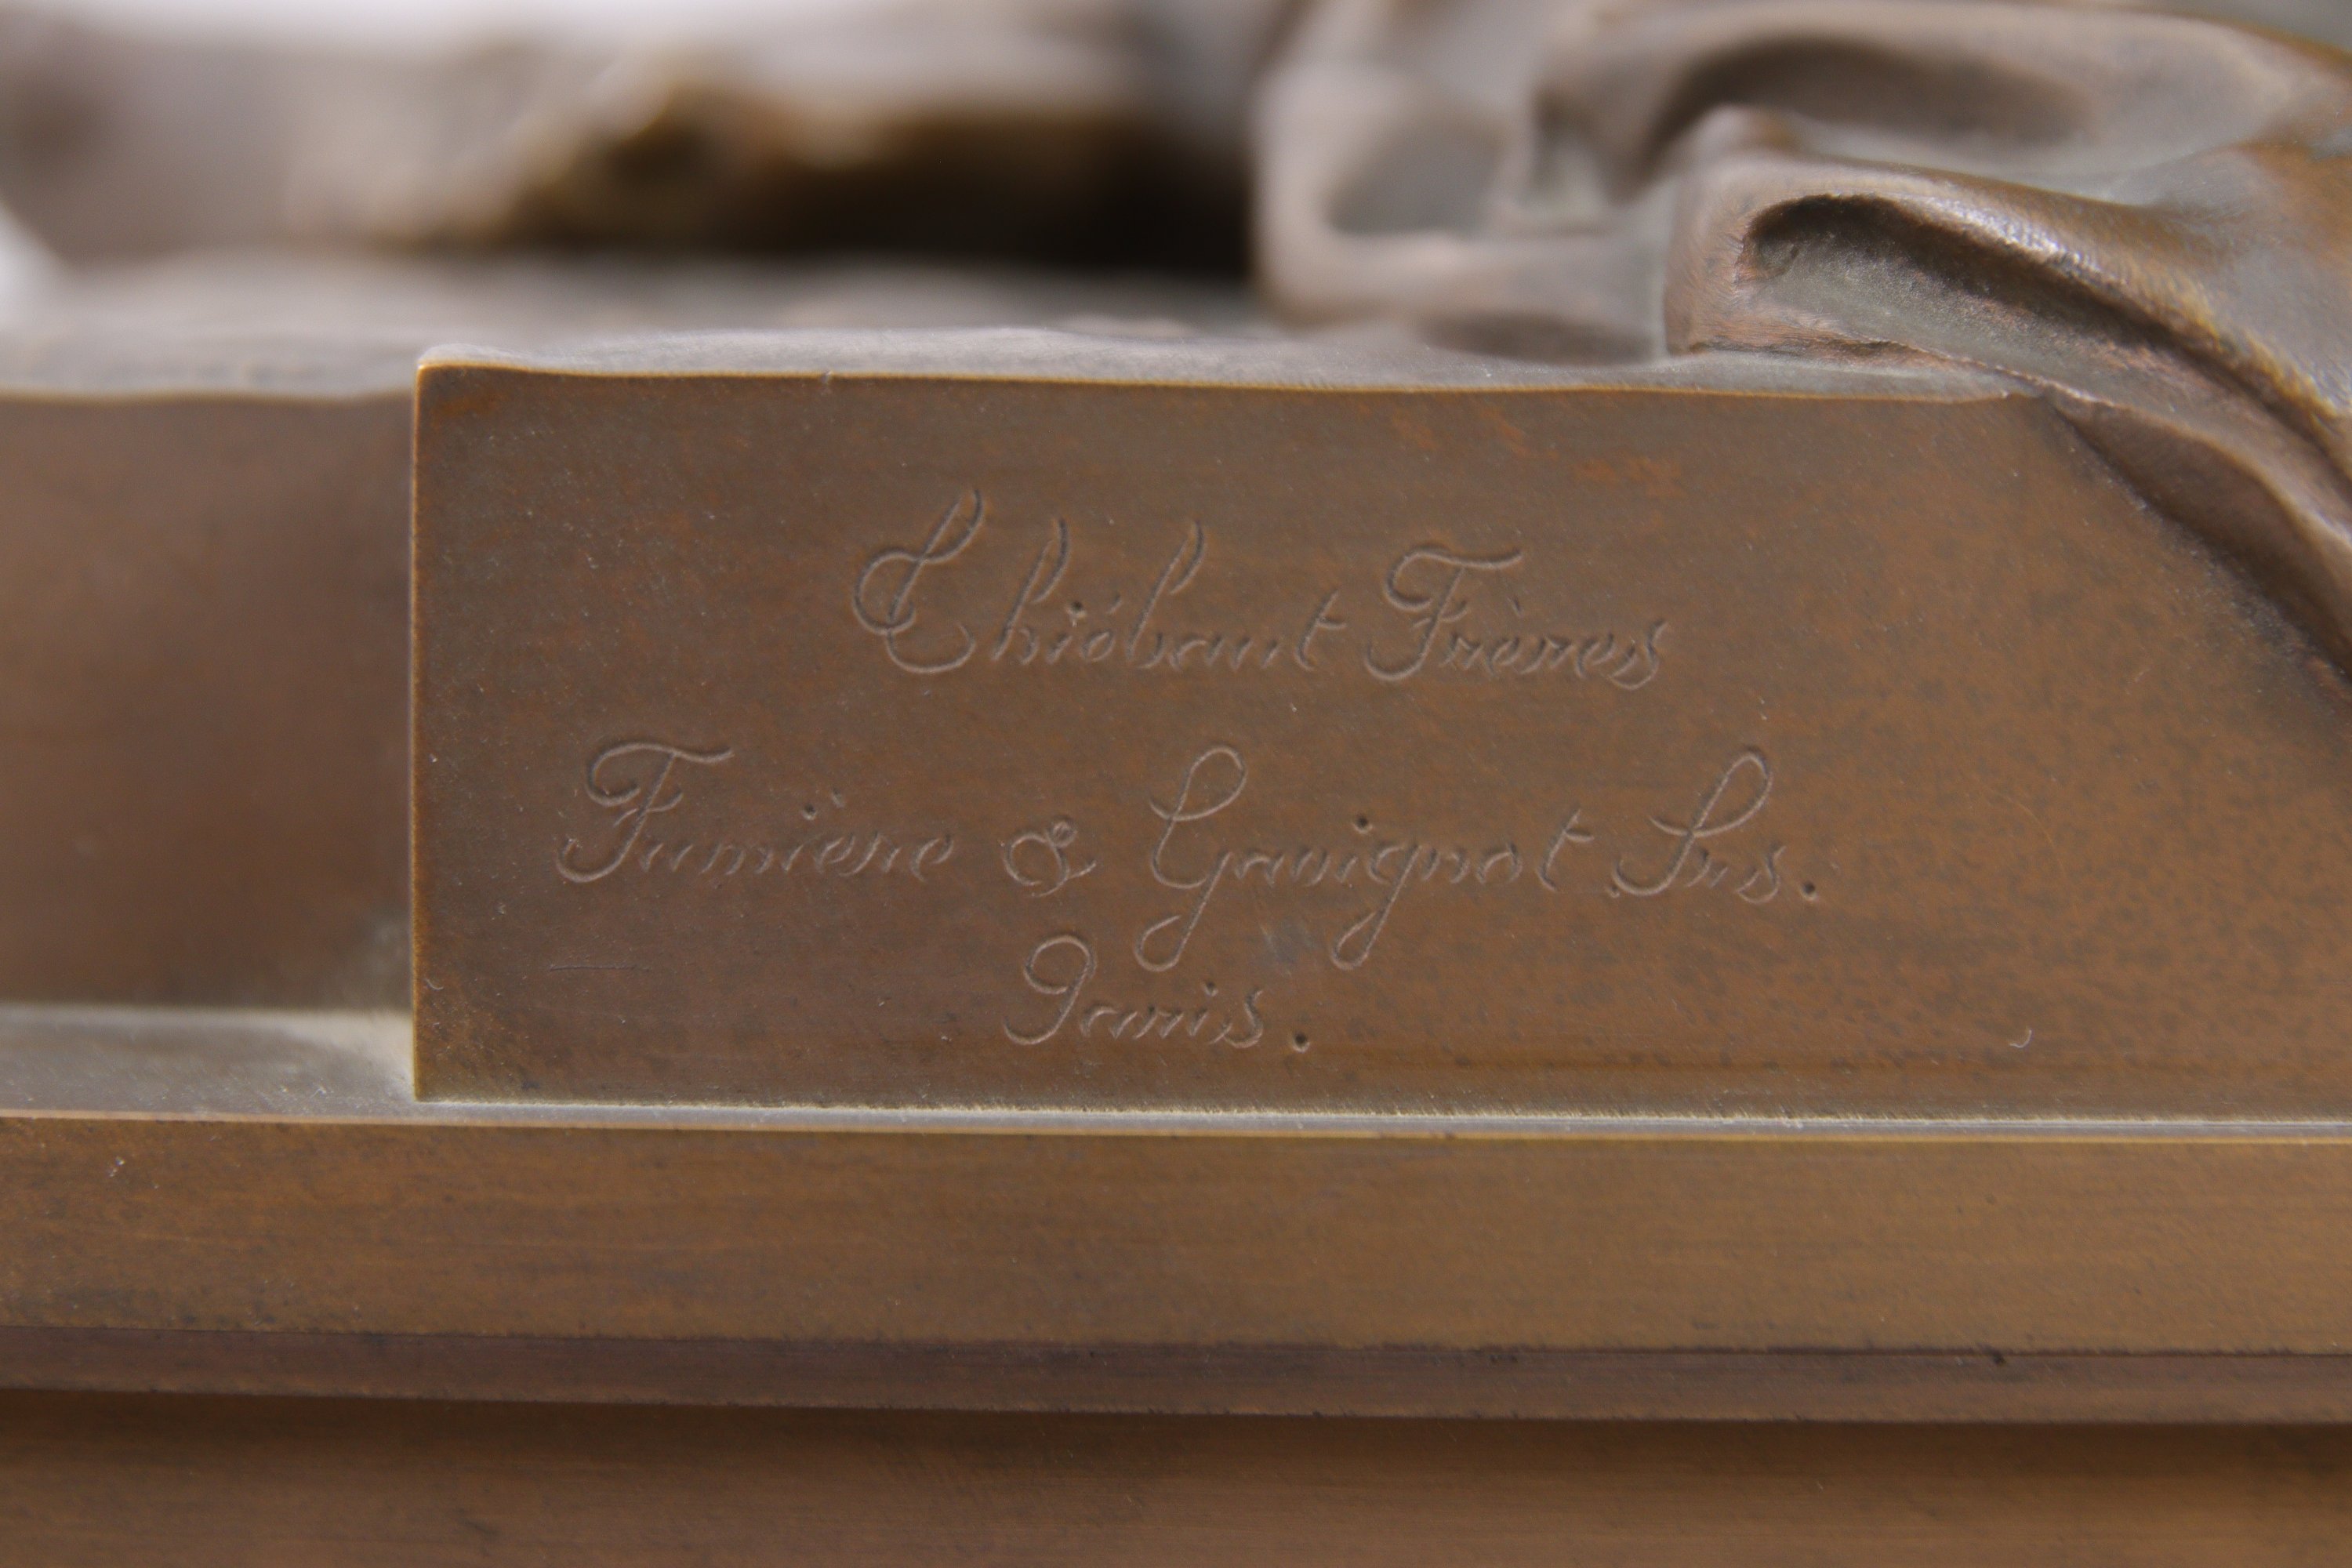 Thiébaut Frères
Fumière & Gavignot Srs.
Paris.